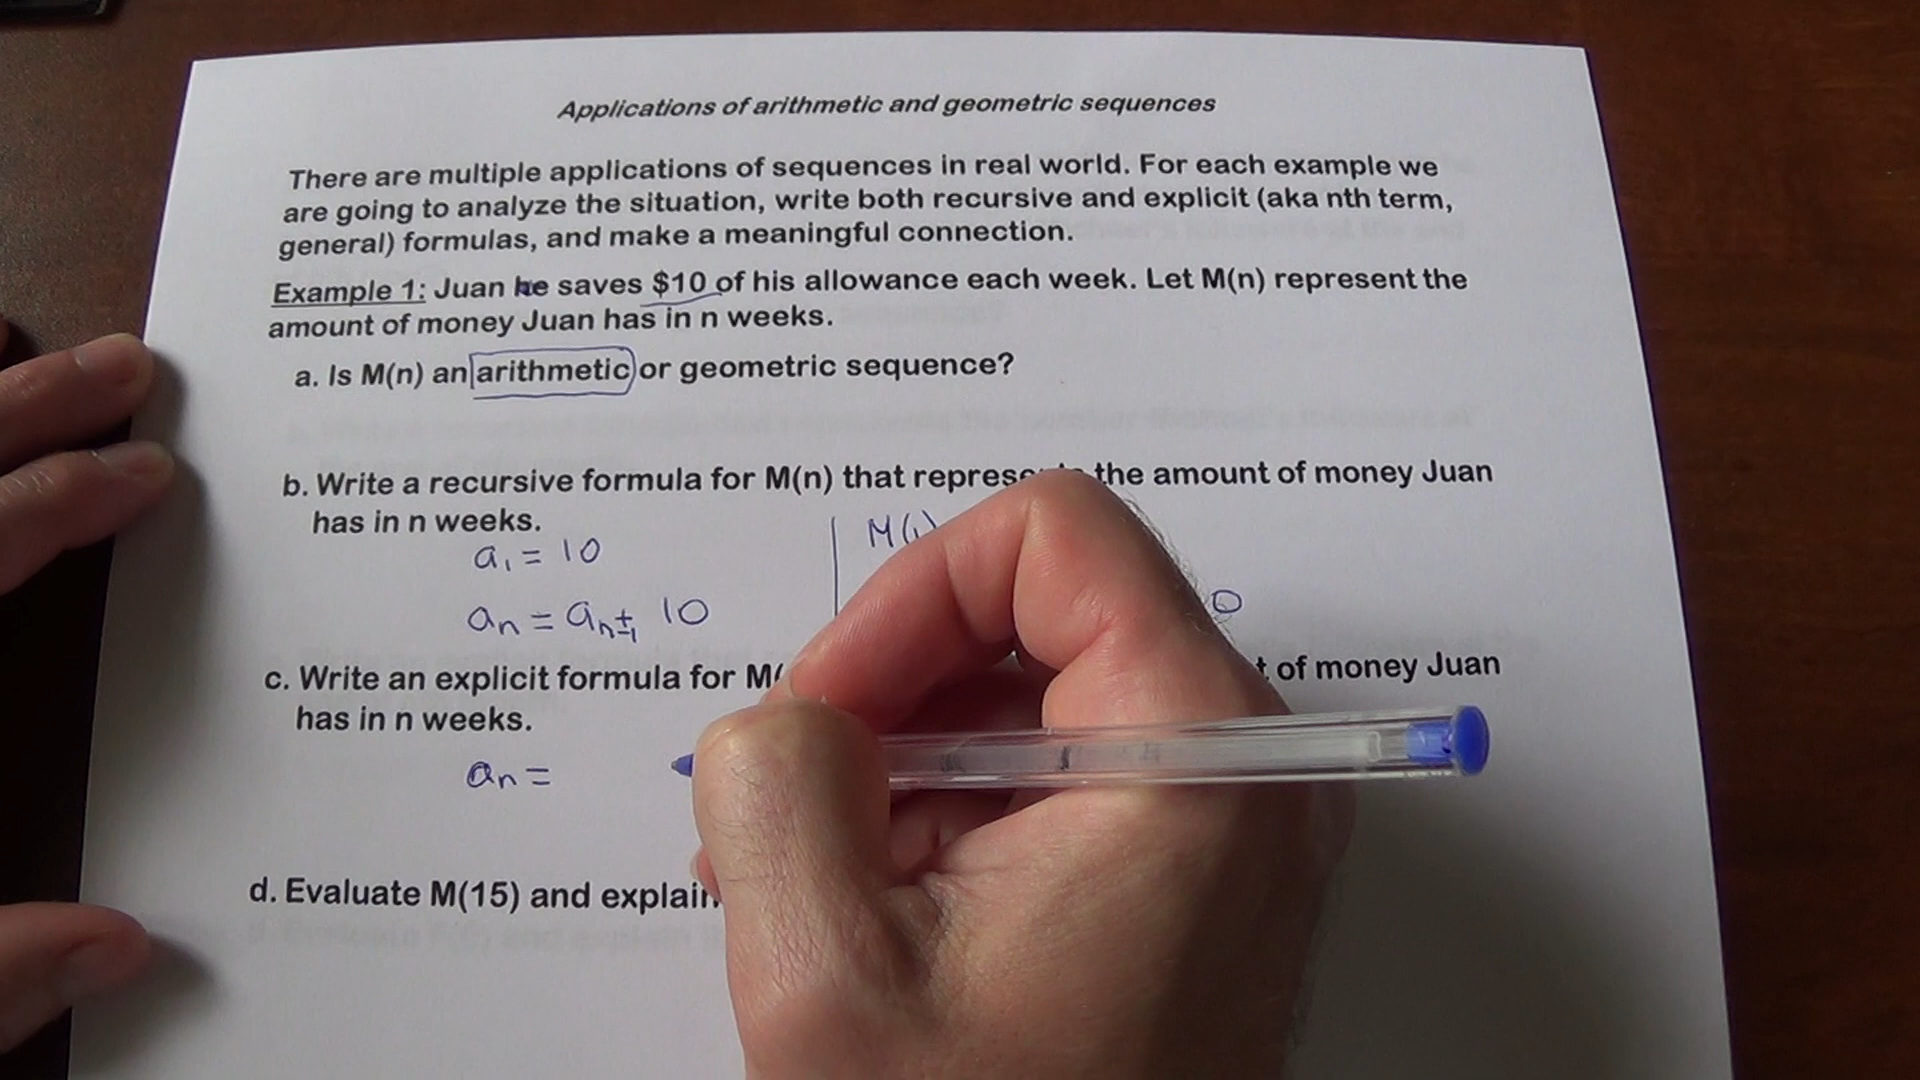 Applications of arithmetic and geometric sequences
There are multiple applications of sequences in real world. For each example we
are going to analyze the situation, write both recursive and explicit (aka nth term,
general) formulas, and make a meaningful connection.
Example 1: Juan he saves $10 of his allowance each week. Let M(n) represent the
amount of money Juan has in n weeks.
a. Is M(n) an arithmetic or geometric sequence?
b. Write a recursive formula for M(n) that the amount of money Juan
has in n weeks.
a₁ = 10
aₙ = aₙ₋₁ + 10
c. Write an explicit formula for of money Juan
has in n weeks.
aₙ =
d. Evaluate M(15) and explain